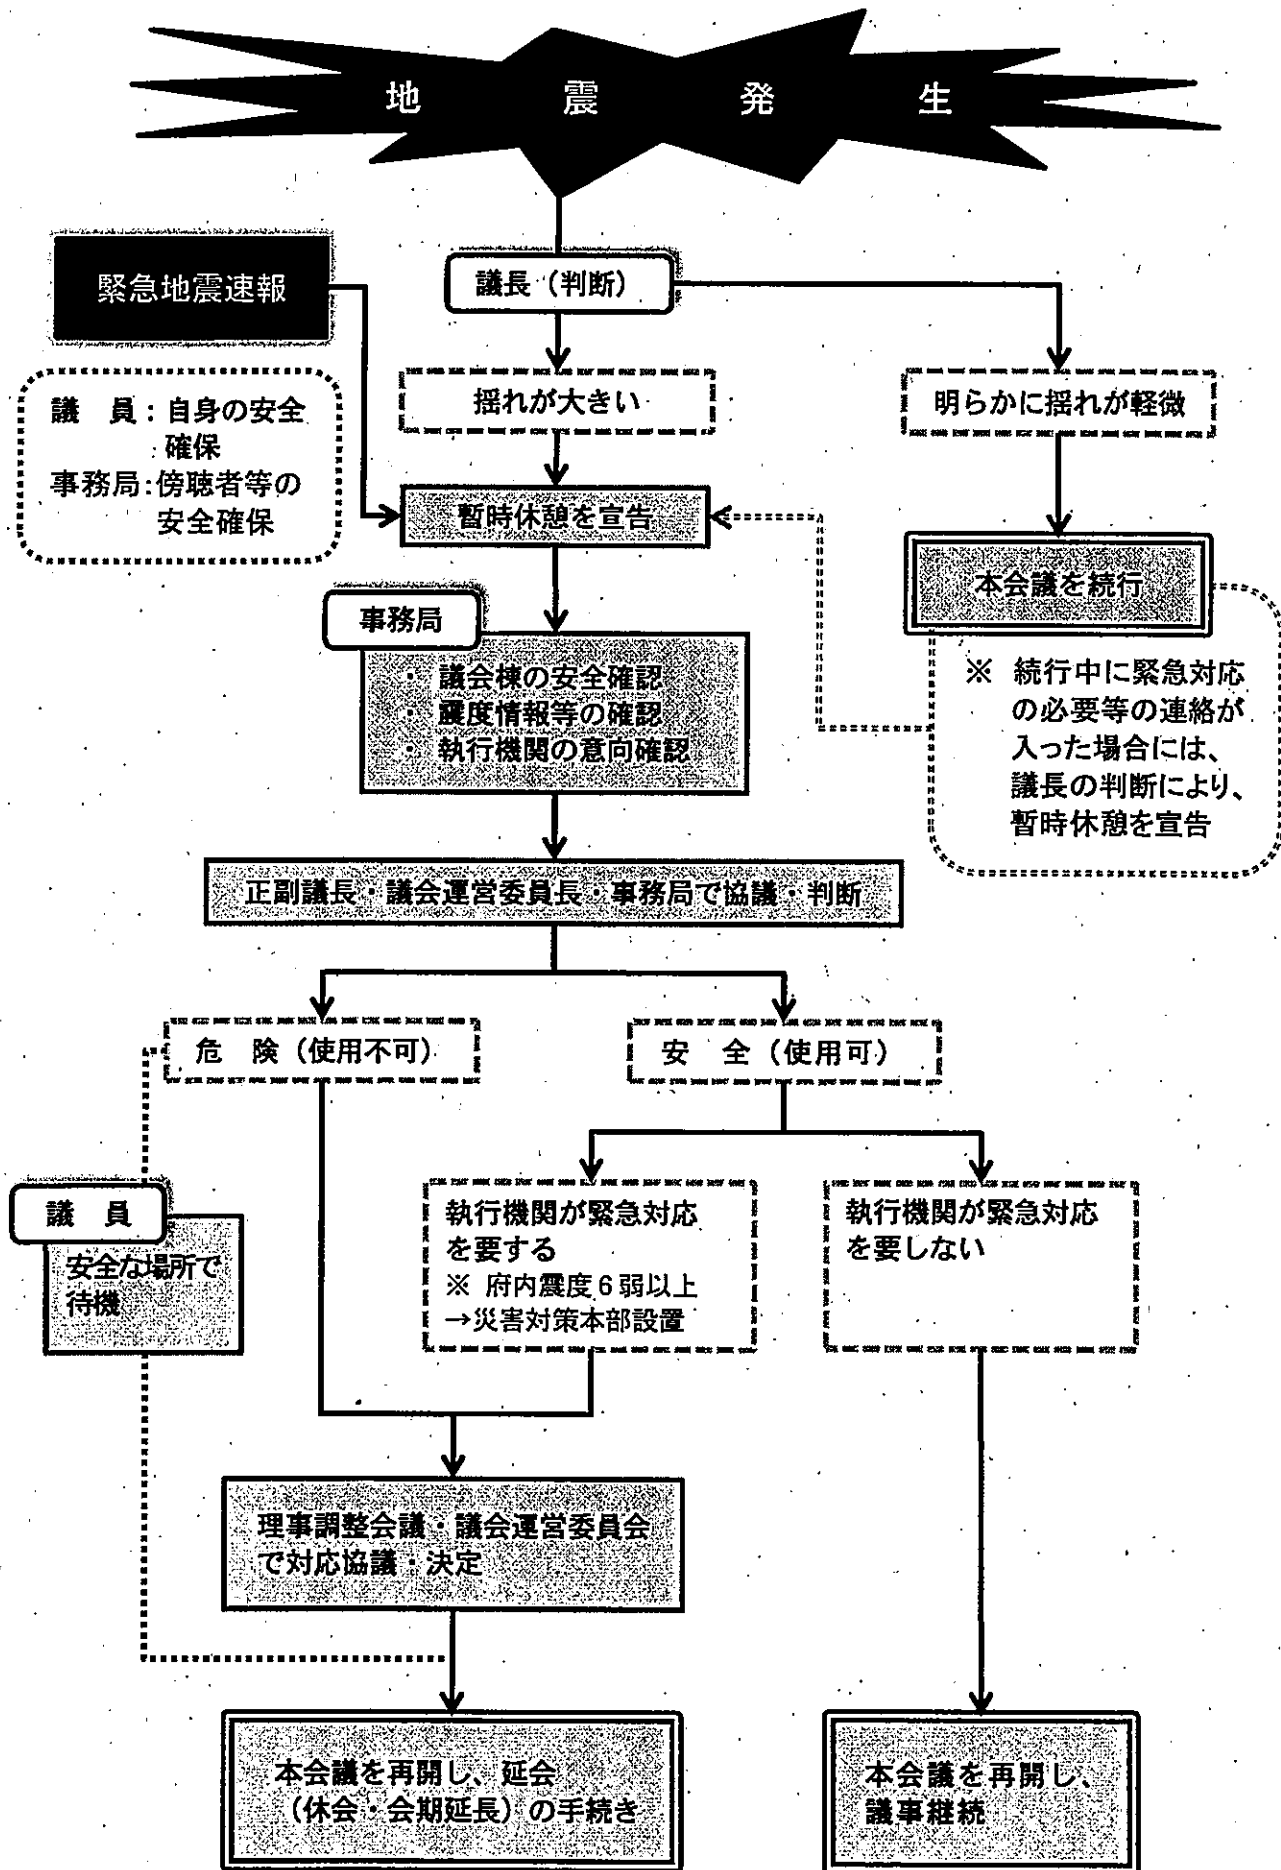 地震発生
緊急地震速報
議長（判断）
揺れが大きい
明らかに揺れが軽微
議　員：自身の安全
確保
事務局：傍聴者等の
安全確保
暫時休憩を宣告
本会議を続行
事務局
・議会棟の安全確認
・震度情報等の確認
・執行機関の意向確認
※　続行中に緊急対応
の必要等の連絡が
入った場合には、
議長の判断により、
暫時休憩を宣告
正副議長・議会運営委員長・事務局で協議・判断
危　険（使用不可）
安　全（使用可）
議　員
安全な場所で
待機
執行機関が緊急対応
を要する
※　府内震度６弱以上
→災害対策本部設置
執行機関が緊急対応
を要しない
理事調整会議・議会運営委員会
で対応協議・決定
本会議を再開し、延会
（休会・会期延長）の手続き
本会議を再開し、
議事継続